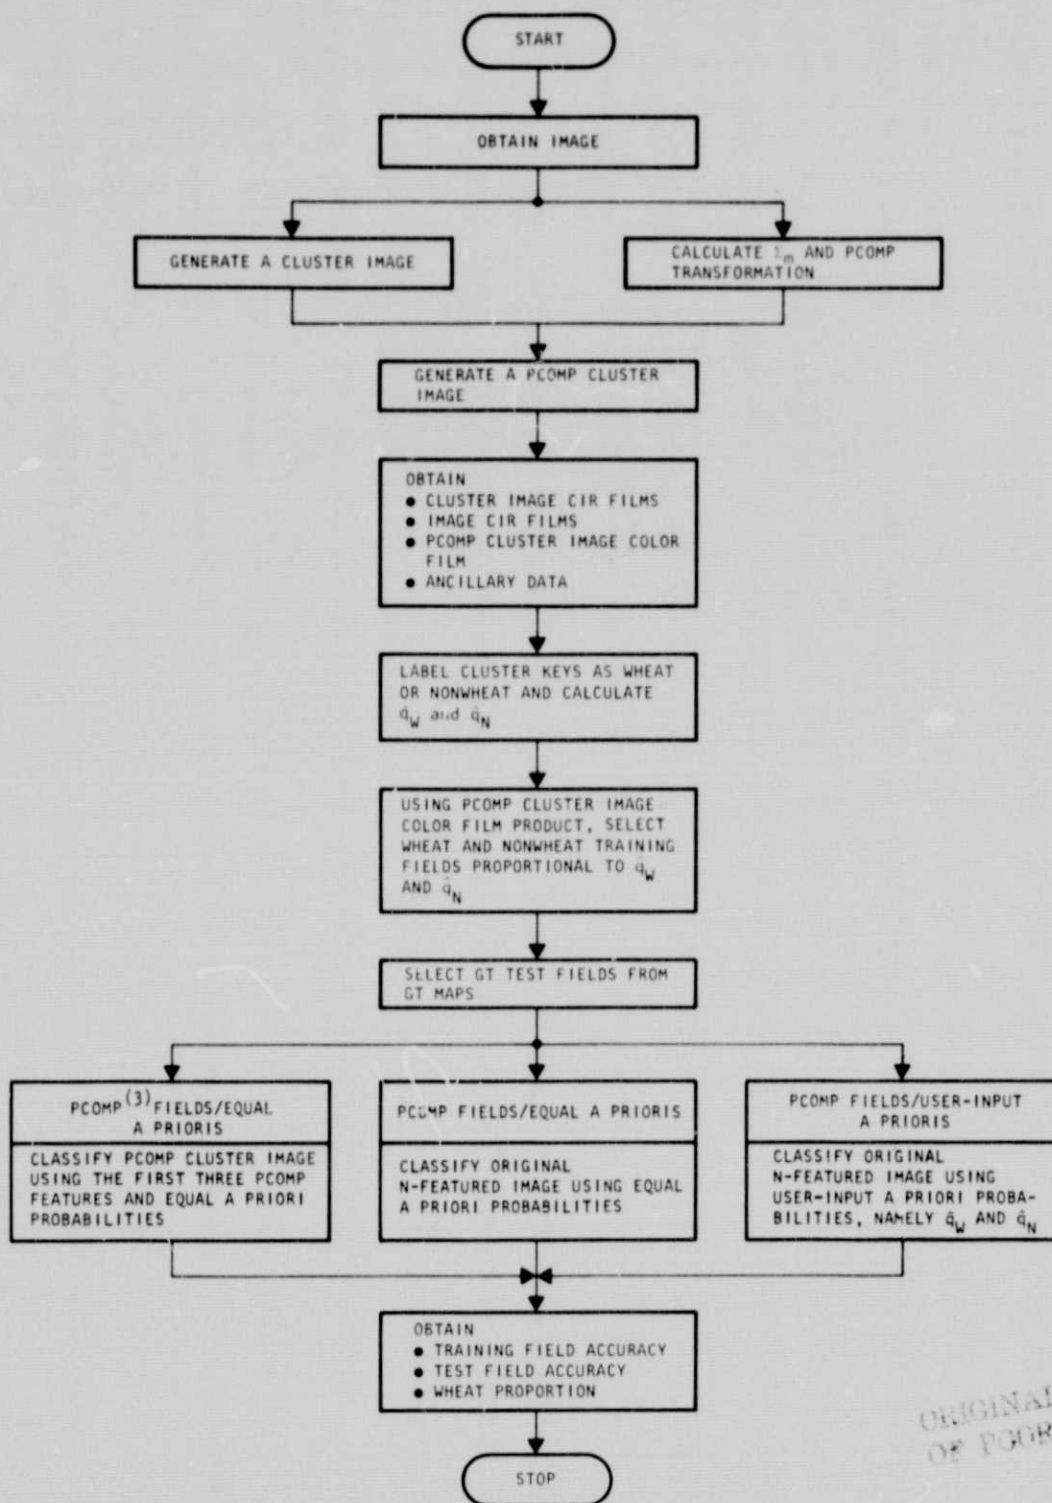 START
OBTAIN IMAGE
GENERATE A CLUSTER IMAGE
CALCULATE Σm AND PCOMP
TRANSFORMATION
GENERATE A PCOMP CLUSTER
IMAGE
OBTAIN
● CLUSTER IMAGE CIR FILMS
● IMAGE CIR FILMS
● PCOMP CLUSTER IMAGE COLOR
FILM
● ANCILLARY DATA
LABEL CLUSTER KEYS AS WHEAT
OR NONWHEAT AND CALCULATE
q̂W and q̂N
USING PCOMP CLUSTER IMAGE
COLOR FILM PRODUCT, SELECT
WHEAT AND NONWHEAT TRAINING
FIELDS PROPORTIONAL TO q̂W
AND q̂N
SELECT GT TEST FIELDS FROM
GT MAPS
PCOMP(3) FIELDS/EQUAL
A PRIORIS
CLASSIFY PCOMP CLUSTER IMAGE
USING THE FIRST THREE PCOMP
FEATURES AND EQUAL A PRIORI
PROBABILITIES
PCOMP FIELDS/EQUAL A PRIORIS
CLASSIFY ORIGINAL
N-FEATURED IMAGE USING EQUAL
A PRIORI PROBABILITIES
PCOMP FIELDS/USER-INPUT
A PRIORIS
CLASSIFY ORIGINAL
N-FEATURED IMAGE USING
USER-INPUT A PRIORI PROBA-
BILITIES, NAMELY q̂W AND q̂N
OBTAIN
● TRAINING FIELD ACCURACY
● TEST FIELD ACCURACY
● WHEAT PROPORTION
STOP
ORIGINAL
OF POOR